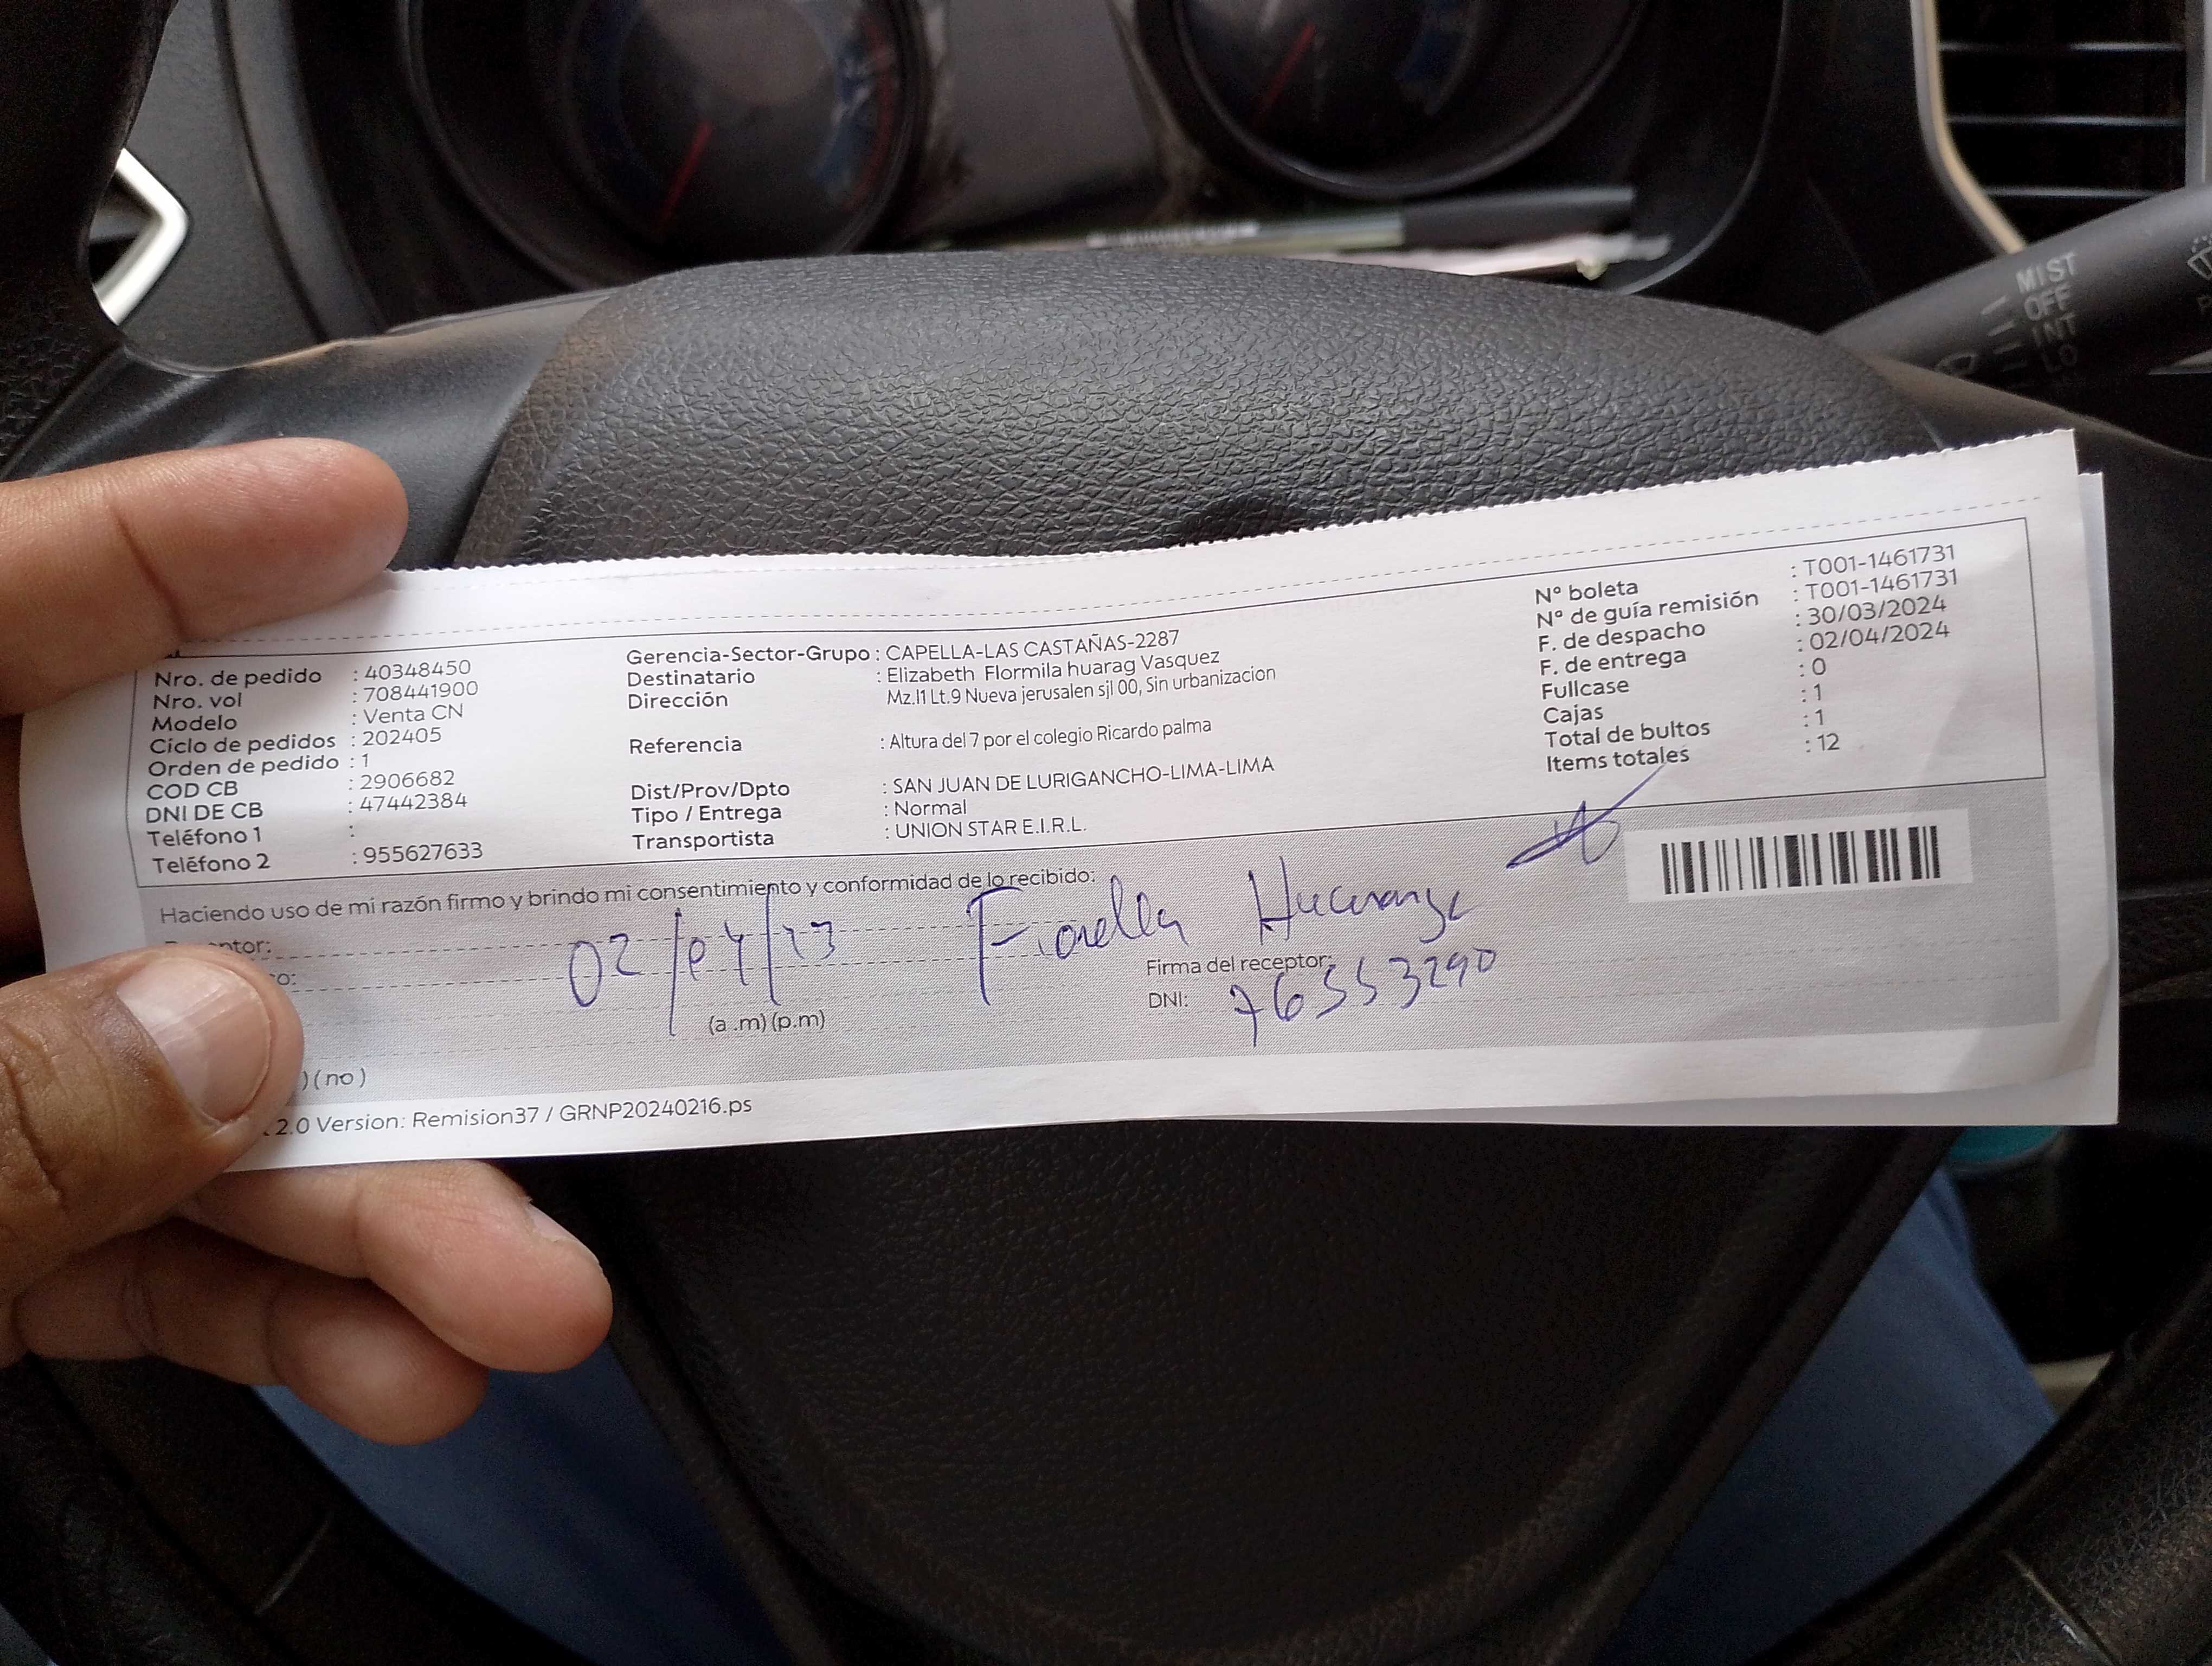 MIST
OFF
INT
LO
Nro. de pedido : 40348450
Nro. vol : 708441900
Modelo : Venta CN
Ciclo de pedidos : 202405
Orden de pedido : 1
COD CB : 2906682
DNI DE CB : 47442384
Teléfono 1 :
Teléfono 2 : 955627633
Gerencia-Sector-Grupo : CAPELLA-LAS CASTAÑAS-2287
Destinatario : Elizabeth Flormila huarag Vasquez
Dirección Mz.I1 Lt.9 Nueva jerusalen sjl 00, Sin urbanizacion
Referencia : Altura del 7 por el colegio Ricardo palma
Dist/Prov/Dpto : SAN JUAN DE LURIGANCHO-LIMA-LIMA
Tipo / Entrega : Normal
Transportista : UNION STAR E.I.R.L.
N° boleta : T001-1461731
N° de guía remisión : T001-1461731
F. de despacho : 30/03/2024
F. de entrega : 02/04/2024
Fullcase : 0
Cajas : 1
Total de bultos : 1
Items totales : 12
Haciendo uso de mi razón firmo y brindo mi consentimiento y conformidad de lo recibido:
02/04/23 Fiorella
Firma del receptor:
DNI: 76553290
(a .m) (p.m)
) (no)
2.0 Version: Remision37 / GRNP20240216.ps